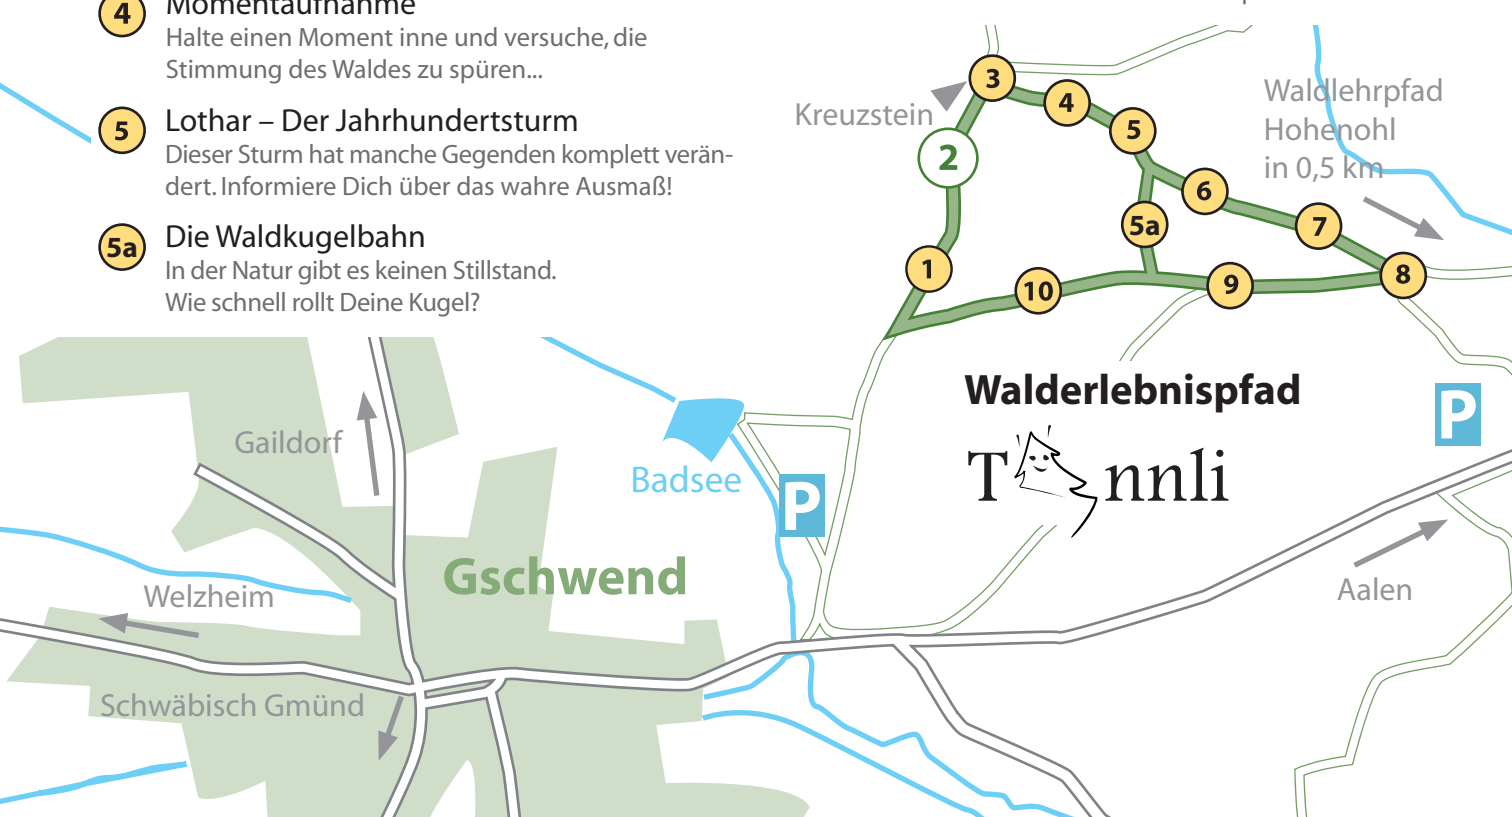 4
Momentaufnahme
Halte einen Moment inne und versuche, die
Stimmung des Waldes zu spüren...
5
Lothar – Der Jahrhundertsturm
Dieser Sturm hat manche Gegenden komplett verän-
dert. Informiere Dich über das wahre Ausmaß!
5a
Die Waldkugelbahn
In der Natur gibt es keinen Stillstand.
Wie schnell rollt Deine Kugel?
Kreuzstein
3
4
5
2
6
5a
7
1
10
9
8
Waldlehrpfad
Hohenohl
in 0,5 km
Walderlebnispfad
T nnli
P
Badsee
P
Gaildorf
Gschwend
Welzheim
Aalen
Schwäbisch Gmünd